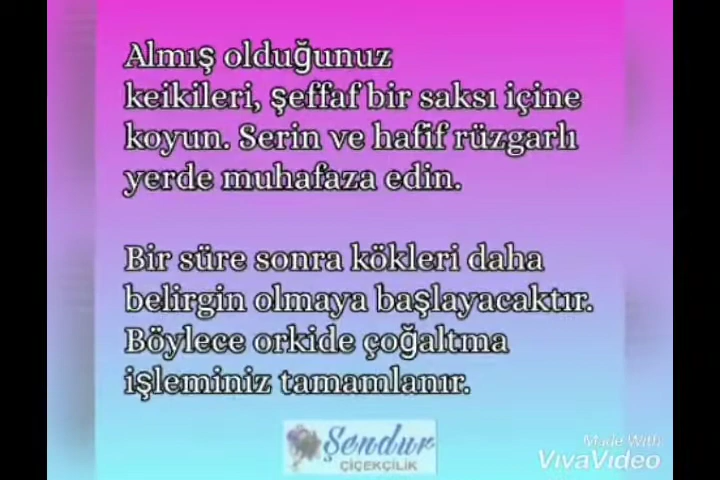 Almış olduğunuz
keikileri, şeffaf bir saksı içine
koyun. Serin ve hafif rüzgarlı
yerde muhafaza edin.
Bir süre sonra kökleri daha
belirgin olmaya başlayacaktır.
Böylece orkide çoğaltma
işleminiz tamamlanır.
Şendur
ÇİÇEKÇİLİK
Made With
VivaVideo